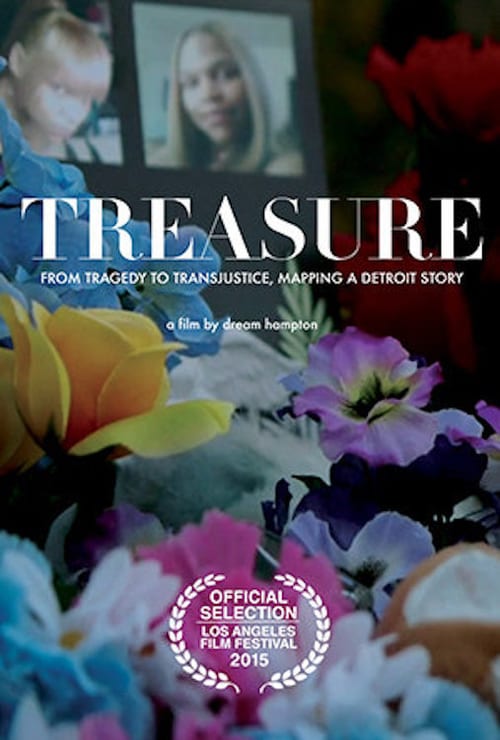 TREASURE
FROM TRAGEDY TO TRANSJUSTICE, MAPPING A DETROIT STORY
a film by dream hampton
OFFICIAL
SELECTION
LOS ANGELES
FILM FESTIVAL
2015